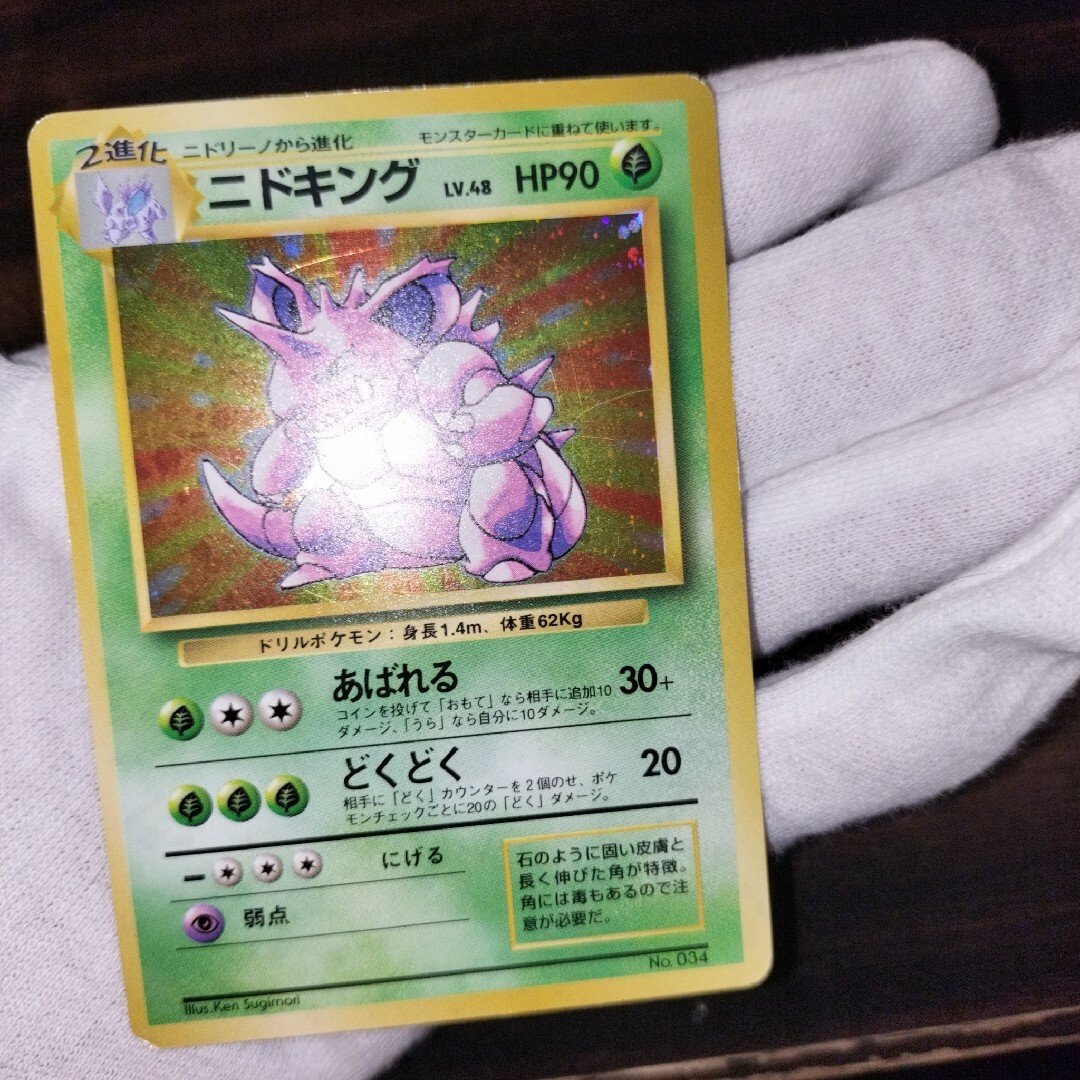 2進化
ニドリーノから進化
モンスターカードに重ねて使います。
ニドキング LV.48 HP90
ドリルポケモン：身長1.4m、体重62Kg
あばれる 30+
コインを投げて「おもて」なら相手に追加10
ダメージ、「うら」なら自分に10ダメージ。
どくどく 20
相手に「どく」カウンターを2個のせ、ポケ
モンチェックごとに20の「どく」ダメージ。
にげる
弱点
石のように固い皮膚と
長く伸びた角が特徴。
角には毒もあるので注
意が必要だ。
No. 034
Illus. Ken Sugimori